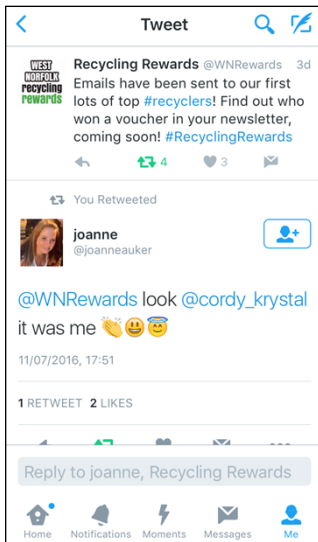 Tweet
WEST
NORFOLK
recycling
rewards
Recycling Rewards @WNRewards 3d
Emails have been sent to our first
lots of top #recyclers! Find out who
won a voucher in your newsletter,
coming soon! #RecyclingRewards
4 3
You Retweeted
joanne
@joanneauker
@WNRewards look @cordy_krystal
it was me 👏😃😇
11/07/2016, 17:51
1 RETWEET 2 LIKES
Reply to joanne, Recycling Rewards
Home Notifications Moments Messages Me